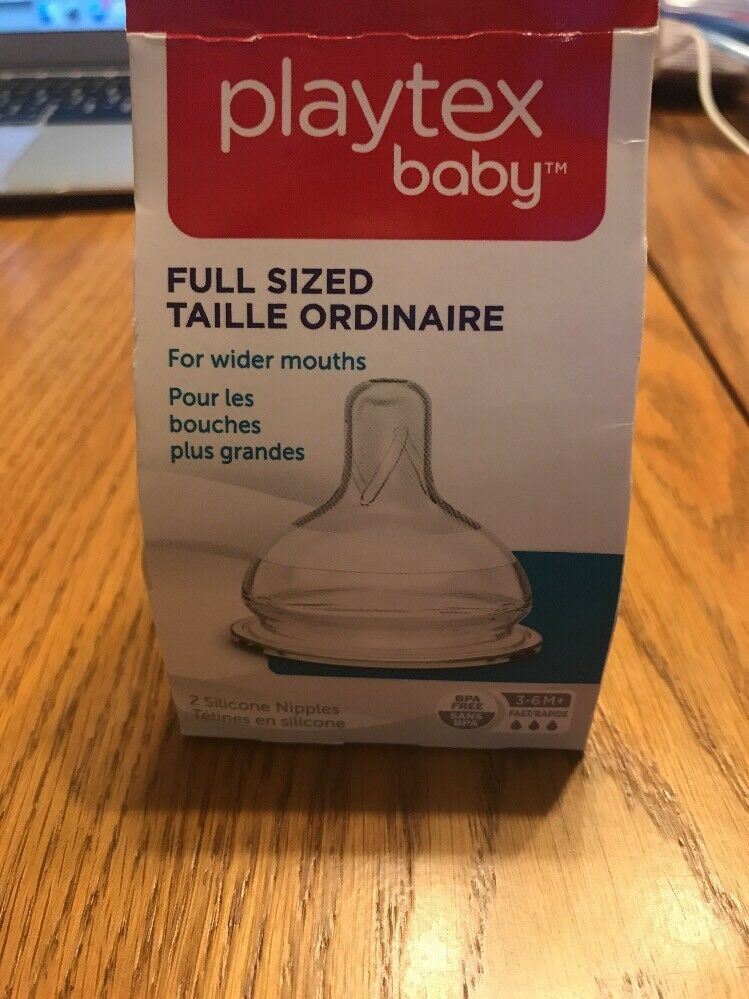 playtex
baby™
FULL SIZED
TAILLE ORDINAIRE
For wider mouths
Pour les
bouches
plus grandes
2 Silicone Nipples
Tétines en silicone
BPA
FREE
SANS
BPA
3-6M+
FAST/RAPIDE